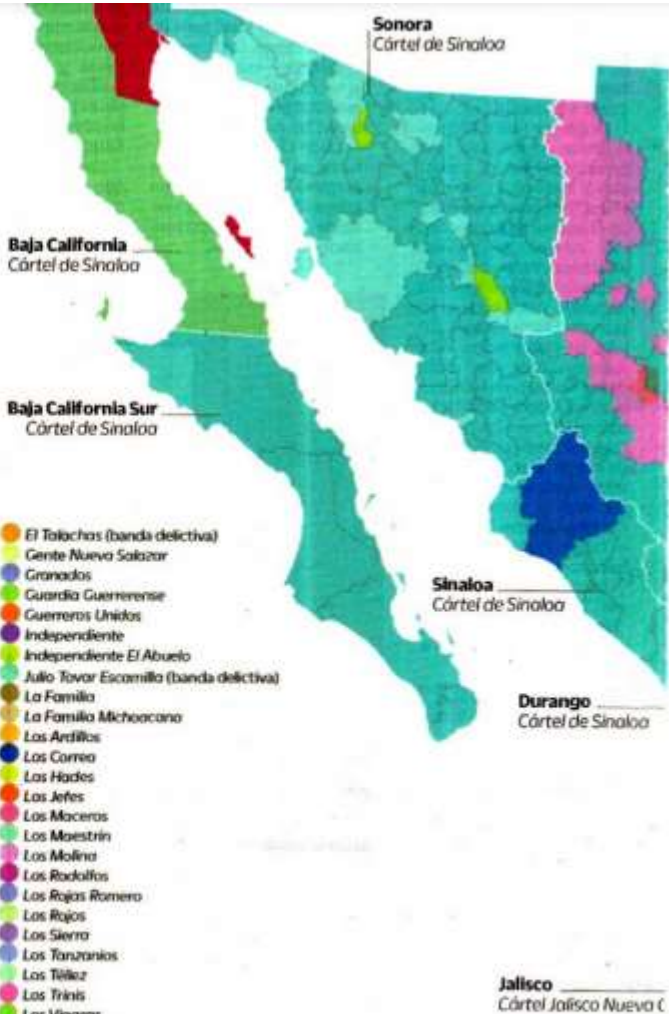 Sonora
Cártel de Sinaloa
Baja California
Cártel de Sinaloa
Baja California Sur
Cártel de Sinaloa
Sinaloa
Cártel de Sinaloa
Durango
Cártel de Sinaloa
El Talachas (banda delictiva)
Gente Nueva Salazar
Granados
Guardia Guerrerense
Guerreros Unidos
Independiente
Independiente El Abuelo
Julio Tovar Escamilla (banda delictiva)
La Familia
La Familia Michoacana
Los Ardillos
Los Correa
Los Hades
Los Jefes
Los Maceros
Los Maestrín
Los Molina
Los Rodolfos
Los Rojas Romero
Los Rojos
Los Sierra
Los Tanzanios
Los Téllez
Los Trinis
Jalisco
Cártel Jalisco Nueva